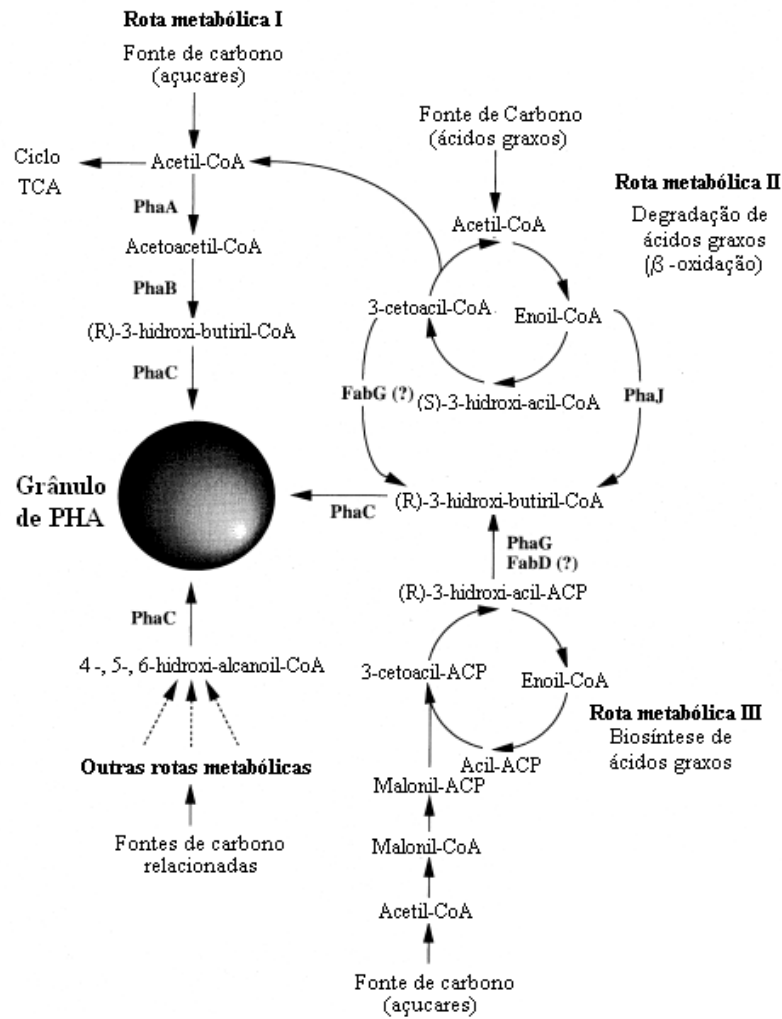 Rota metabólica I
Fonte de carbono
(açucares)
Ciclo
TCA
Acetil-CoA
PhaA
Acetoacetil-CoA
PhaB
(R)-3-hidroxi-butiril-CoA
PhaC
Grânulo
de PHA
Fonte de Carbono
(ácidos graxos)
Rota metabólica II
Degradação de
ácidos graxos
(β -oxidação)
Acetil-CoA
3-cetoacil-CoA
Enoil-CoA
(S)-3-hidroxi-acil-CoA
FabG (?)
PhaJ
(R)-3-hidroxi-butiril-CoA
PhaC
PhaG
FabD (?)
(R)-3-hidroxi-acil-ACP
3-cetoacil-ACP
Enoil-CoA
Rota metabólica III
Biosíntese de
ácidos graxos
Acil-ACP
Malonil-ACP
Malonil-CoA
Acetil-CoA
Fonte de carbono
(açucares)
PhaC
4-, 5-, 6-hidroxi-alcanoil-CoA
Outras rotas metabólicas
Fontes de carbono
relacionadas